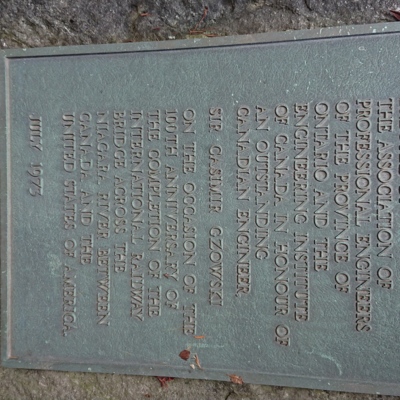 THE ASSOCIATION OF
PROFESSIONAL ENGINEERS
OF THE PROVINCE OF
ONTARIO AND THE
ENGINEERING INSTITUTE
OF CANADA IN HONOUR OF
AN OUTSTANDING
CANADIAN ENGINEER,
SIR CASIMIR GZOWSKI
ON THE OCCASION OF THE
100TH ANNIVERSARY OF
THE COMPLETION OF THE
INTERNATIONAL RAILWAY
BRIDGE ACROSS THE
NIAGARA RIVER BETWEEN
CANADA AND THE
UNITED STATES OF AMERICA.
JULY 1973